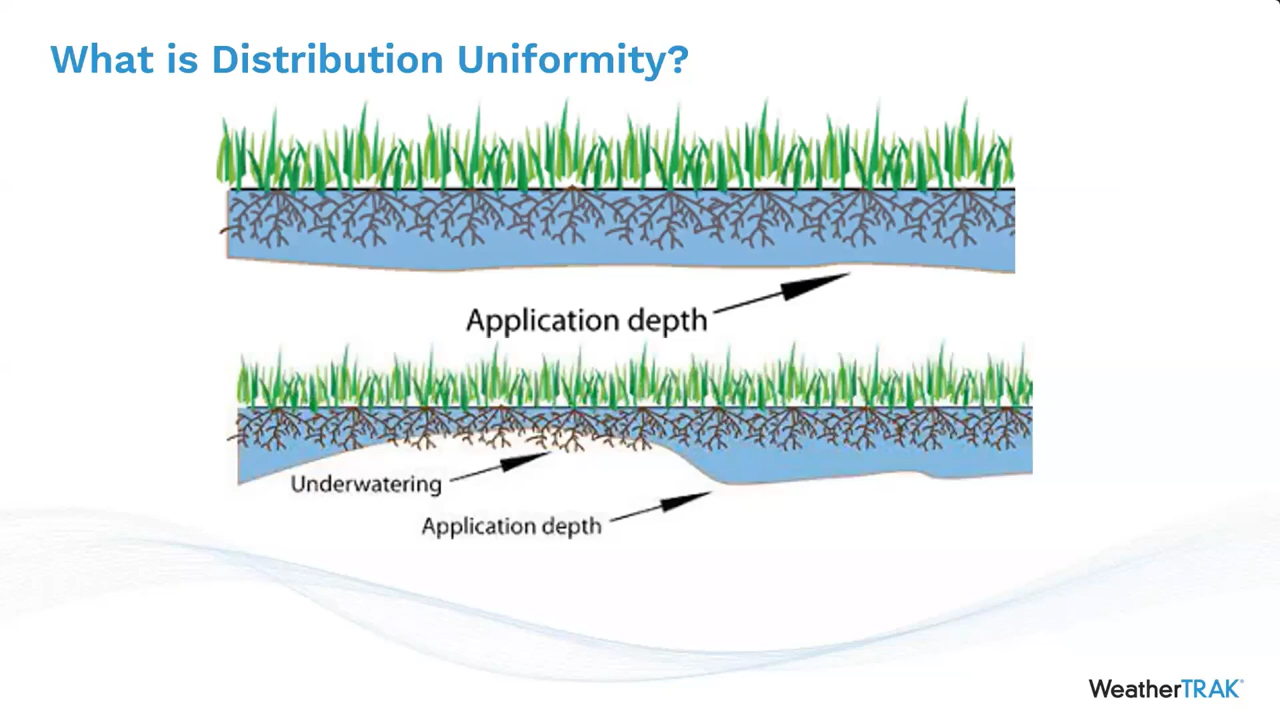 What is Distribution Uniformity?
Application depth
Underwatering
Application depth
WeatherTRAK®